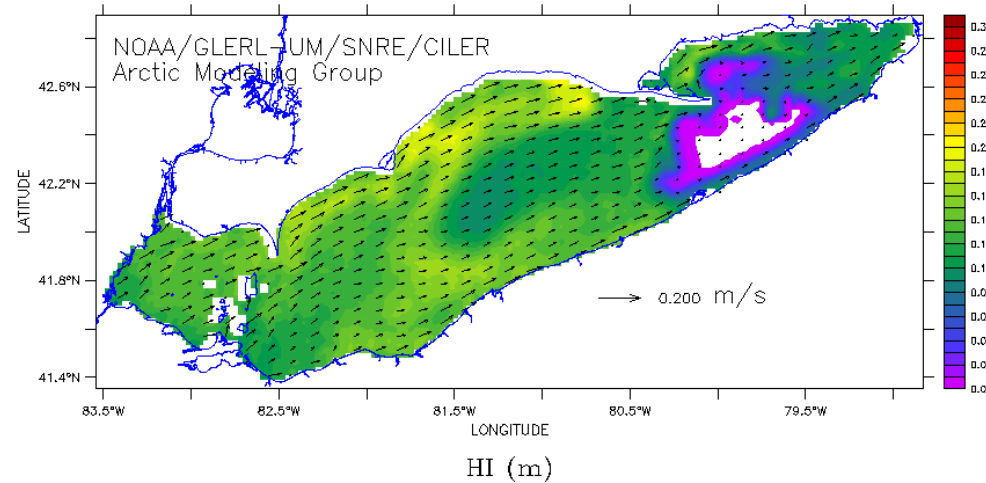 NOAA/GLERL-UM/SNRE/CILER
Arctic Modeling Group
42.6°N
42.2°N
41.8°N
41.4°N
LATITUDE
83.5°W 82.5°W 81.5°W 80.5°W 79.5°W
LONGITUDE
0.200 m/s
HI (m)
0.3
0.2
0.2
0.2
0.2
0.2
0.1
0.1
0.1
0.1
0.1
0.0
0.0
0.0
0.0
0.0